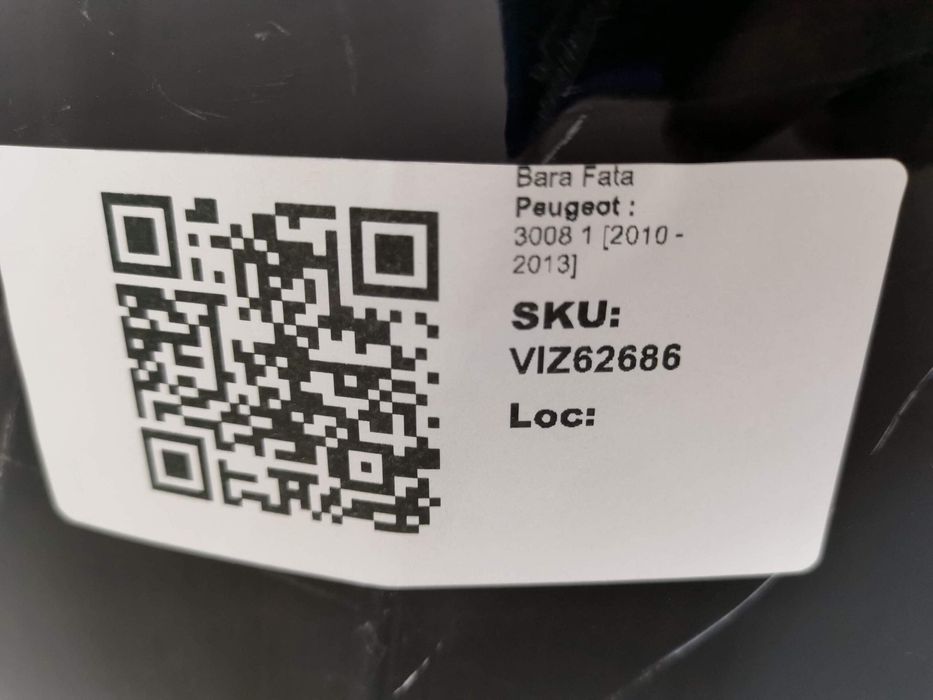 Bara Fata
Peugeot :
3008 1 [2010 -
2013]
SKU:
VIZ62686
Loc: